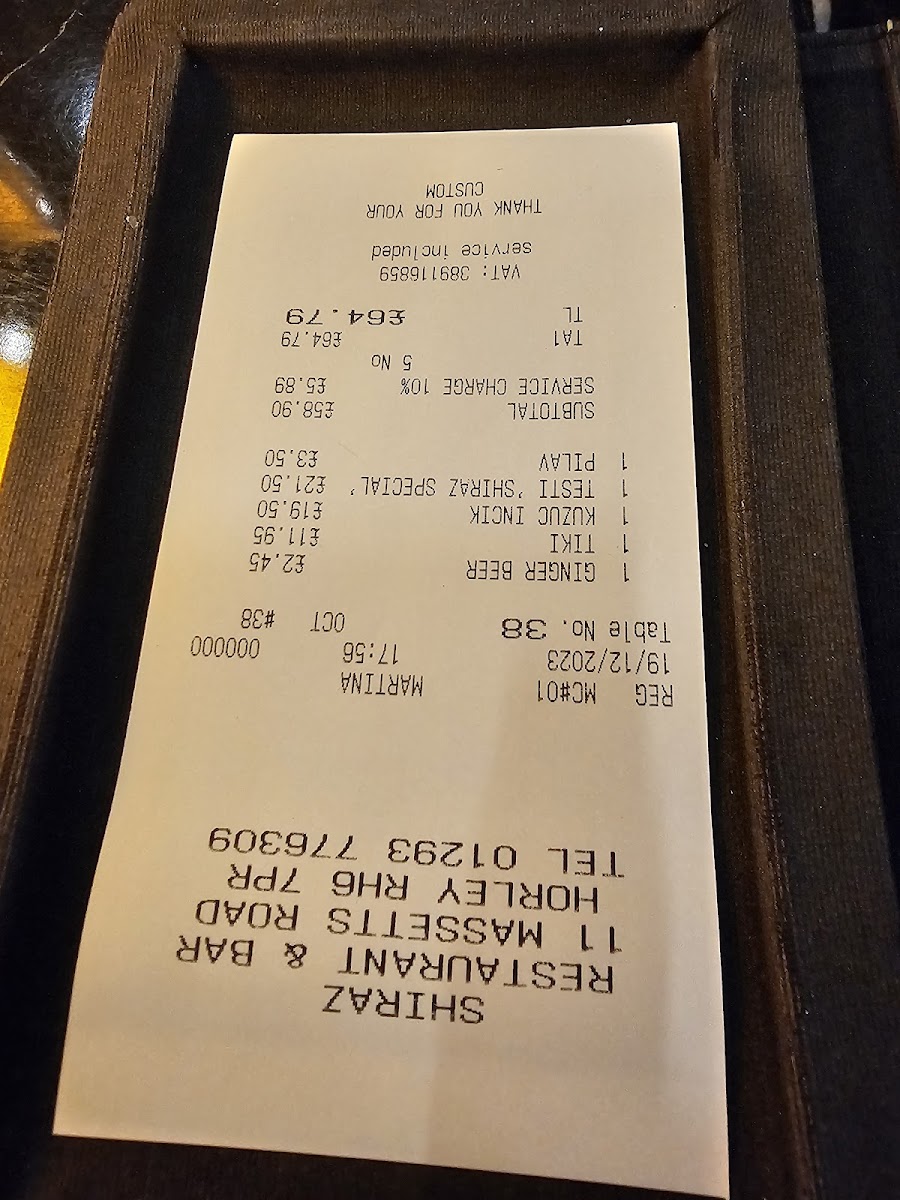 SHIRAZ
RESTAURANT & BAR
11 MASSETTS ROAD
HORLEY RH6 7PR
TEL 01293 776309
REG MC#01 MARTINA
19/12/2023 17:56 000000
Table No. 38 OCT #38
1 GINGER BEER £2.45
1 TIKI £11.95
1 KUZUC INCIK £19.50
1 TESTI 'SHIRAZ SPECIAL' £21.50
1 PILAV £3.50
SUBTOTAL £58.90
SERVICE CHARGE 10% £5.89
5 No
TA1 £64.79
TL £64.79
VAT: 389116859
service included
THANK YOU FOR YOUR
CUSTOM